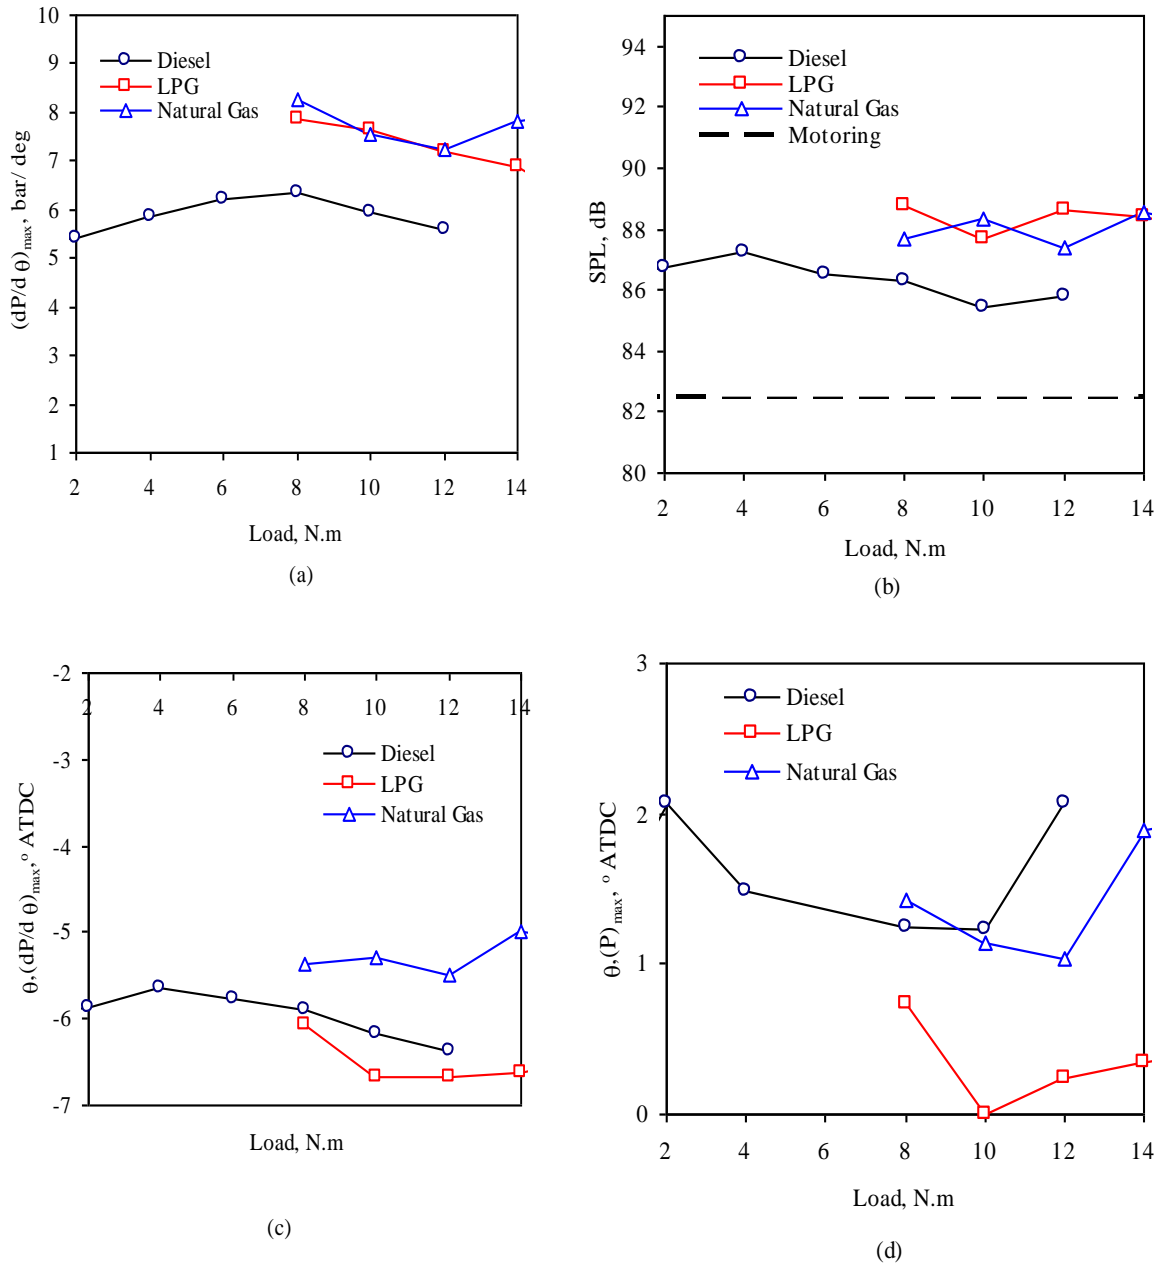 10
9
8
7
6
5
4
3
2
1
(dP/d θ)max, bar/ deg
Diesel
LPG
Natural Gas
2 4 6 8 10 12 14
Load, N.m
(a)
94
92
90
88
86
84
82
80
SPL, dB
Diesel
LPG
Natural Gas
Motoring
2 4 6 8 10 12 14
Load, N.m
(b)
-2
-3
-4
-5
-6
-7
θ,(dP/d θ)max,° ATDC
2 4 6 8 10 12 14
Diesel
LPG
Natural Gas
Load, N.m
(c)
3
2
1
0
θ,(P)max, ° ATDC
Diesel
LPG
Natural Gas
2 4 6 8 10 12 14
Load, N.m
(d)